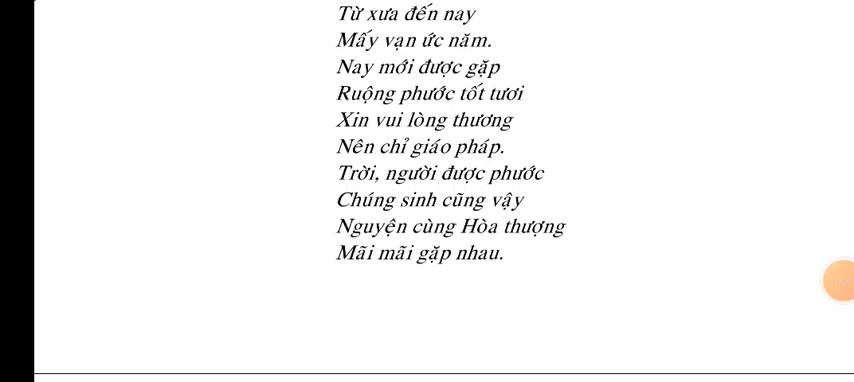 Từ xưa đến nay
Mấy vạn ức năm.
Nay mới được gặp
Ruộng phước tốt tươi
Xin vui lòng thương
Nên chỉ giáo pháp.
Trời, người được phước
Chúng sinh cũng vậy
Nguyện cùng Hòa thượng
Mãi mãi gặp nhau.